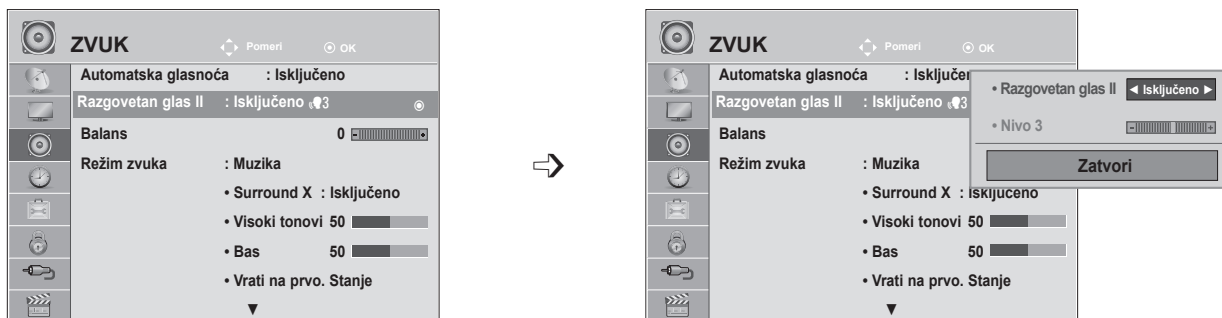 ZVUK Pomeri OK
Automatska glasnoća : Isključeno
Razgovetan glas II : Isključeno 3
Balans 0 - +
Režim zvuka : Muzika
• Surround X : Isključeno
• Visoki tonovi 50
• Bas 50
• Vrati na prvo. Stanje
▼
ZVUK Pomeri OK
Automatska glasnoća : Isključen
Razgovetan glas II : Isključeno 3
Balans
Režim zvuka : Muzika
• Surround X : Isključeno
• Visoki tonovi 50
• Bas 50
• Vrati na prvo. Stanje
▼
• Razgovetan glas II ◄ Isključeno ►
• Nivo 3 - +
Zatvori